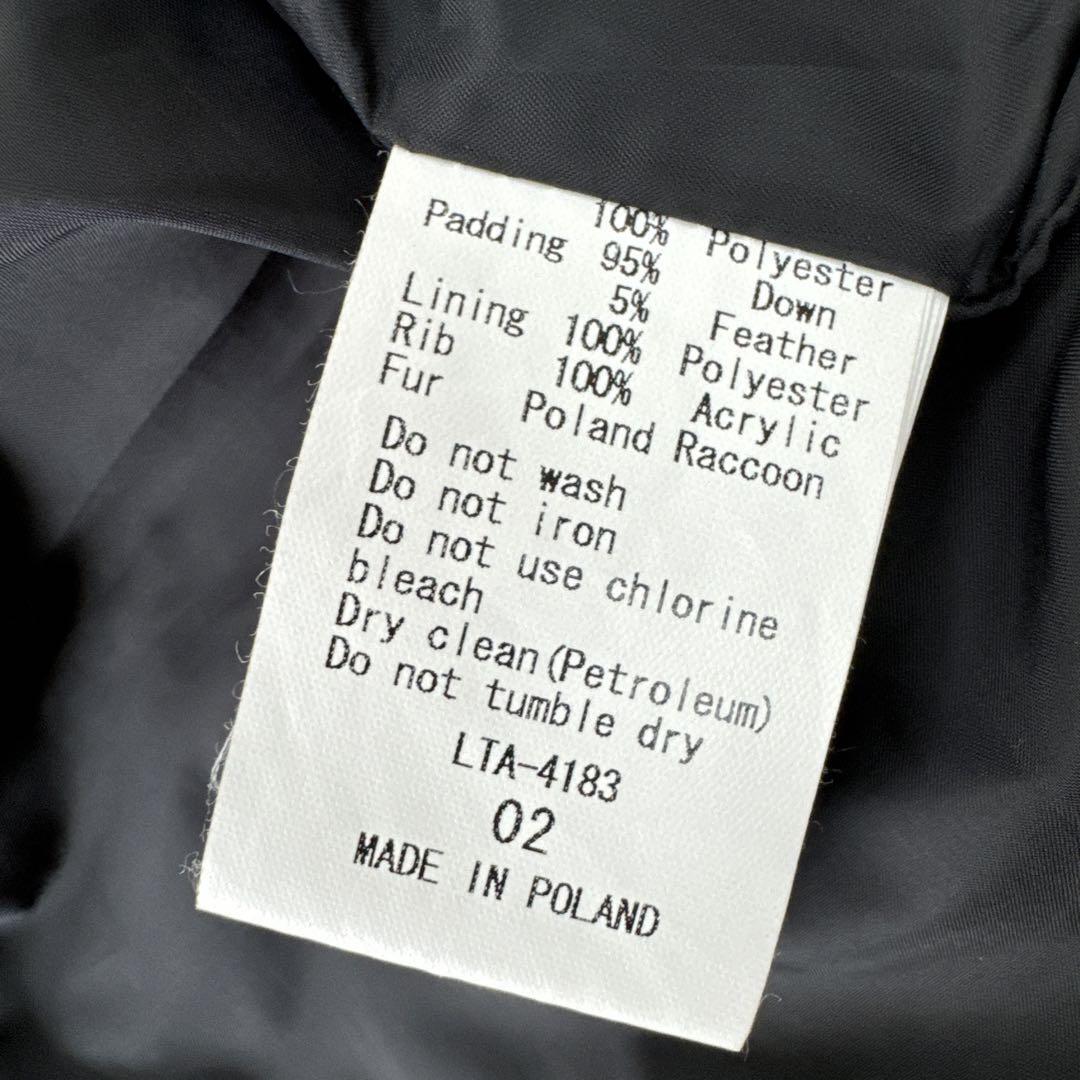 100% Polyester
Padding 95% Down
5% Feather
Lining 100% Polyester
Rib 100% Acrylic
Fur Poland Raccoon
Do not wash
Do not iron
Do not use chlorine
bleach
Dry clean(Petroleum)
Do not tumble dry
LTA-4183
02
MADE IN POLAND